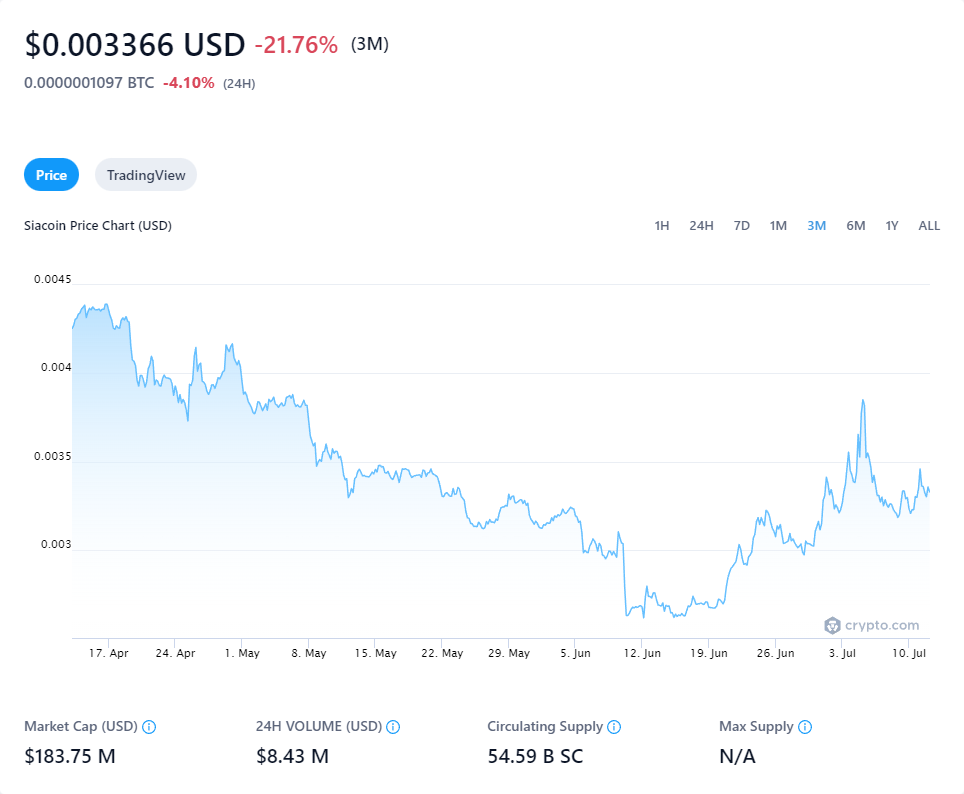 $0.003366 USD -21.76% (3M)
0.0000001097 BTC -4.10% (24H)
Price TradingView
Siacoin Price Chart (USD) 1H 24H 7D 1M 3M 6M 1Y ALL
0.0045
0.004
0.0035
0.003
crypto.com
17. Apr 24. Apr 1. May 8. May 15. May 22. May 29. May 5. Jun 12. Jun 19. Jun 26. Jun 3. Jul 10. Jul
Market Cap (USD) 24H VOLUME (USD) Circulating Supply Max Supply
$183.75 M $8.43 M 54.59 B SC N/A